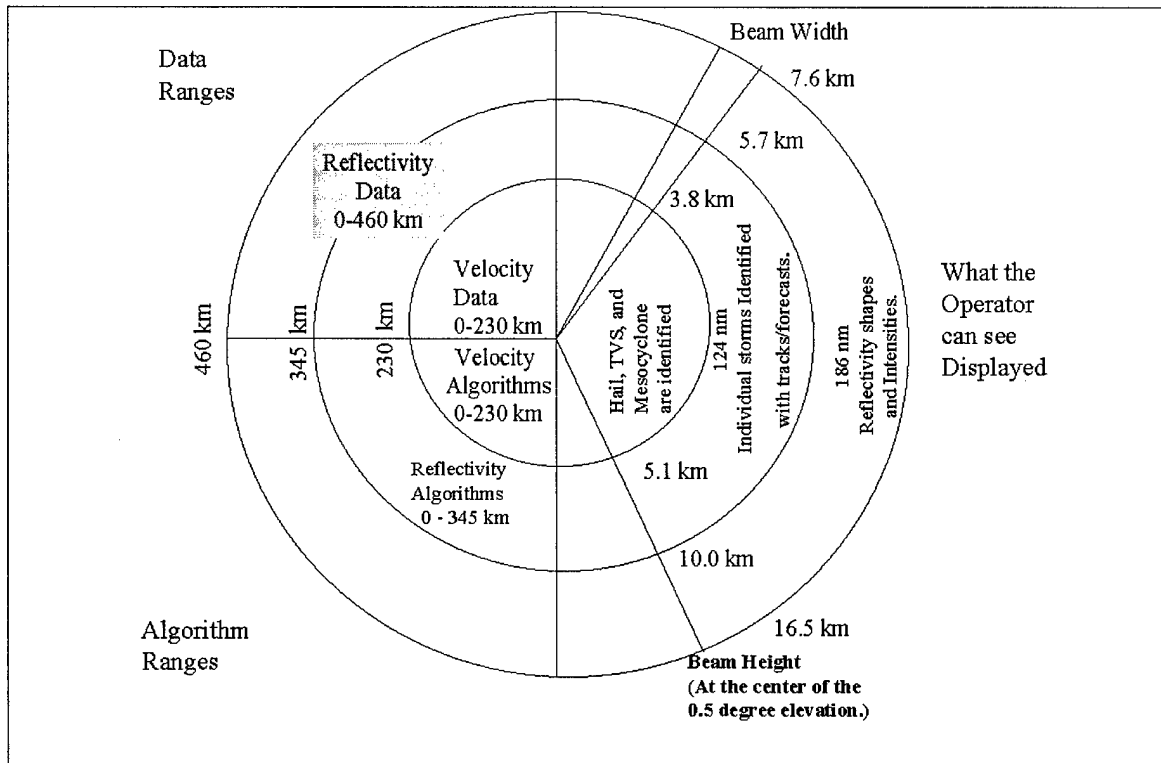 Beam Width
Data
Ranges
7.6 km
5.7 km
Reflectivity
Data
0-460 km
3.8 km
Velocity
Data
0-230 km
460 km
345 km
230 km
Velocity
Algorithms
0-230 km
Hail, TVS, and
Mesocyclone
are identified
124 nm
Individual storms Identified
with tracks/forecasts.
186 nm
Reflectivity shapes
and Intensities.
What the
Operator
can see
Displayed
Reflectivity
Algorithms
0 - 345 km
5.1 km
10.0 km
16.5 km
Algorithm
Ranges
Beam Height
(At the center of the
0.5 degree elevation.)